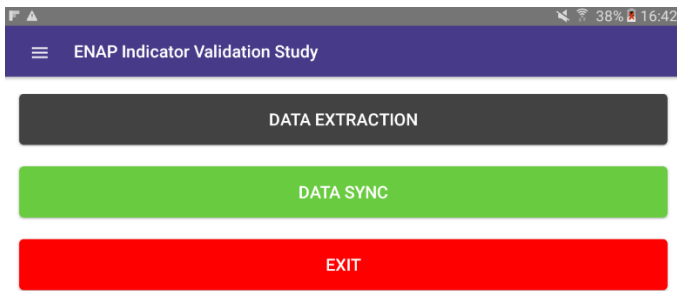 38% 16:42
ENAP Indicator Validation Study
DATA EXTRACTION
DATA SYNC
EXIT